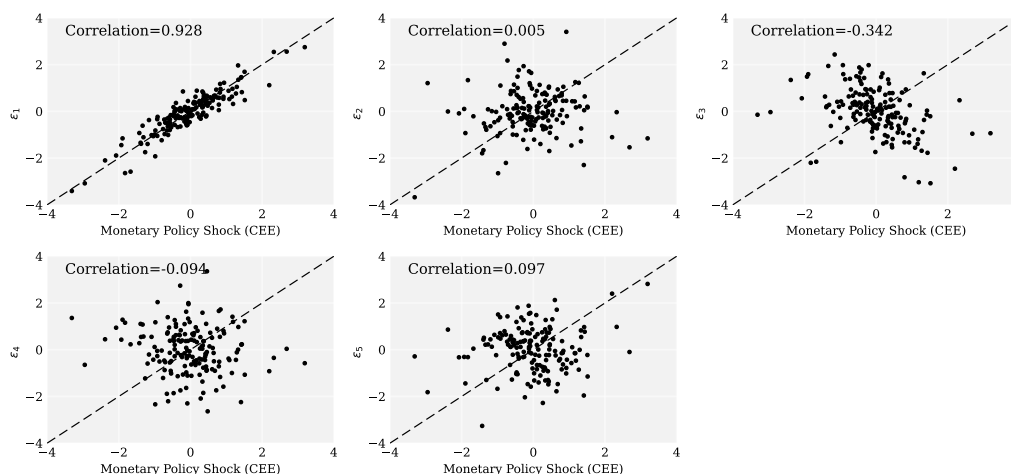 Correlation=0.928
4
2
0
−2
−4
ε1
−4 −2 0 2 4
Monetary Policy Shock (CEE)
Correlation=0.005
4
2
0
−2
−4
ε2
−4 −2 0 2 4
Monetary Policy Shock (CEE)
Correlation=-0.342
4
2
0
−2
−4
ε3
−4 −2 0 2
Monetary Policy Shock (CEE)
Correlation=-0.094
4
2
0
−2
−4
ε4
−4 −2 0 2 4
Monetary Policy Shock (CEE)
Correlation=0.097
4
2
0
−2
−4
ε5
−4 −2 0 2 4
Monetary Policy Shock (CEE)